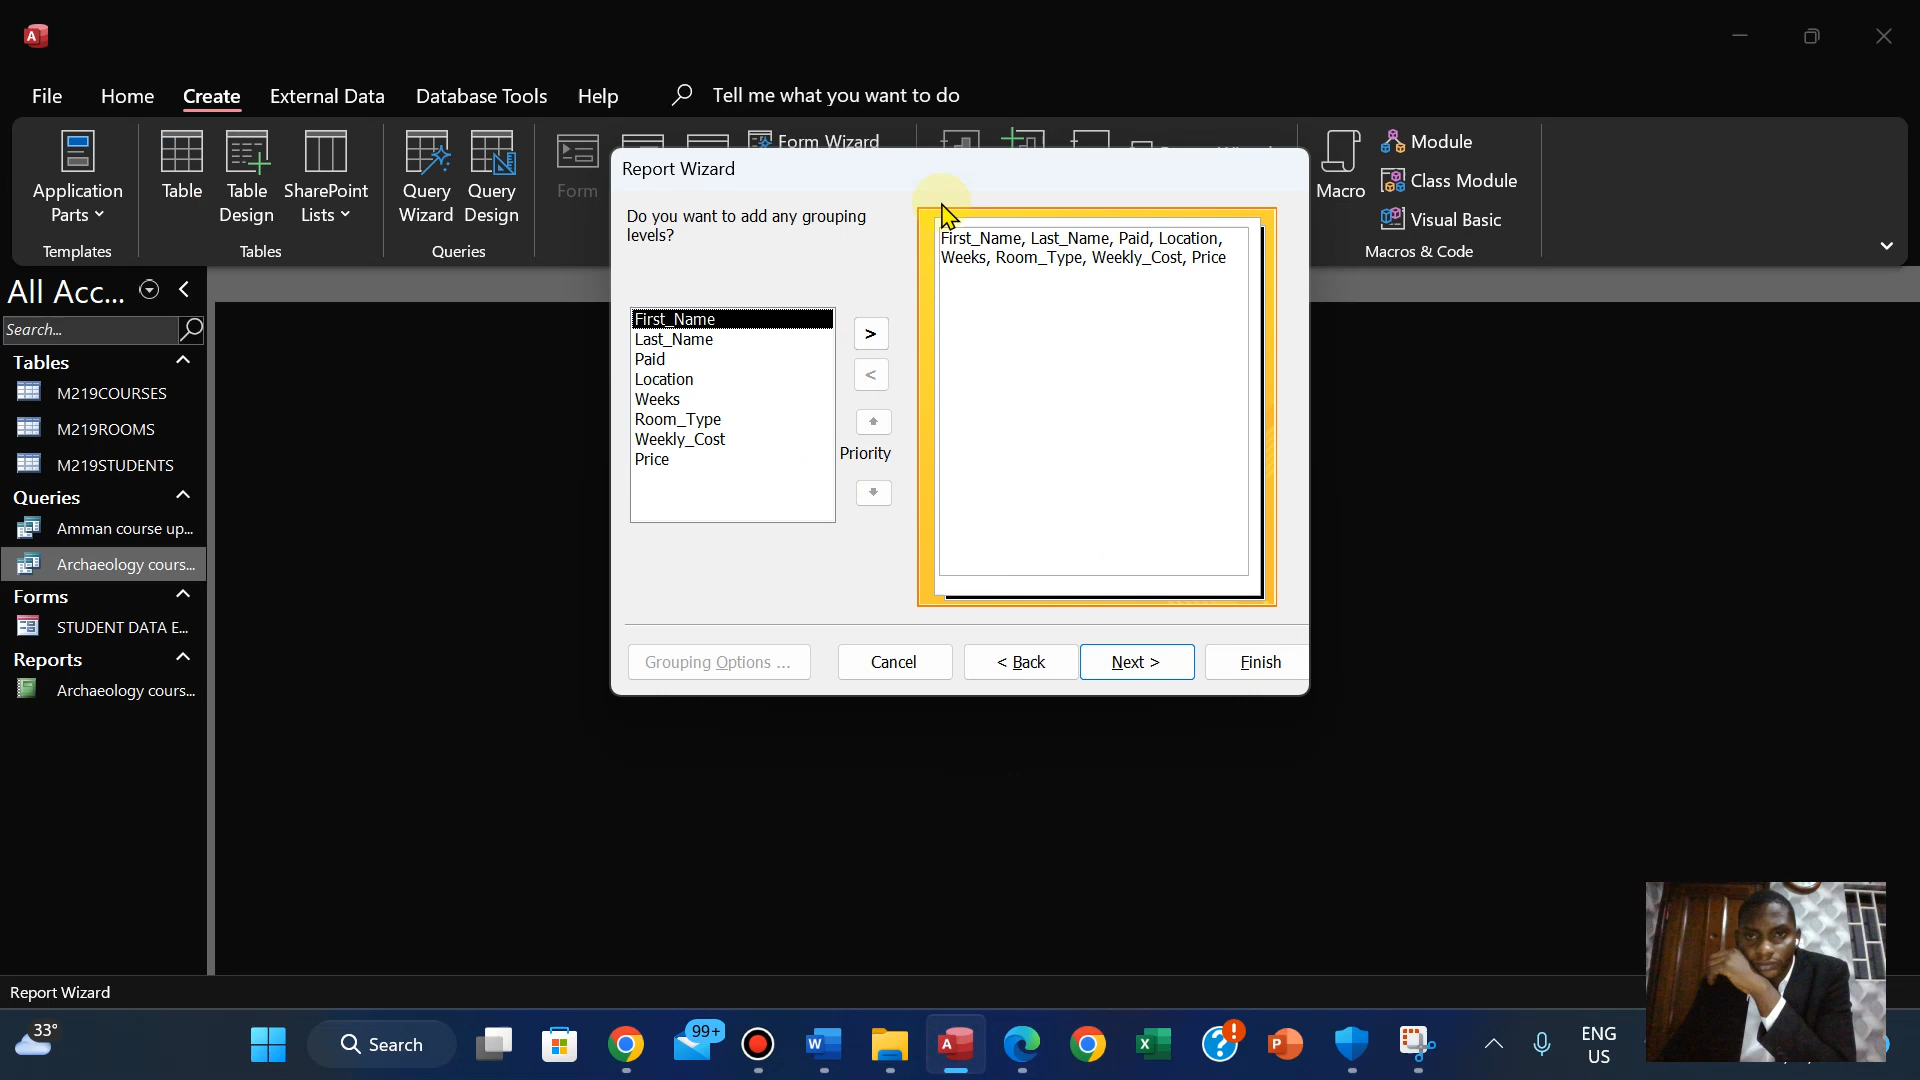 File
Home
Create
External Data
Database Tools
Help
Tell me what you want to do
Application
Parts
Templates
Table
Table
Design
SharePoint
Lists
Tables
Query
Wizard
Query
Design
Queries
Form
Form Wizard
Macro
Module
Class Module
Visual Basic
Macros & Code
All Acc...
Search...
Tables
M219COURSES
M219ROOMS
M219STUDENTS
Queries
Amman course up...
Archaeology cours...
Forms
STUDENT DATA E...
Reports
Archaeology cours...
Report Wizard
Do you want to add any grouping
levels?
First_Name
Last_Name
Paid
Location
Weeks
Room_Type
Weekly_Cost
Price
>
<
Priority
First_Name, Last_Name, Paid, Location,
Weeks, Room_Type, Weekly_Cost, Price
Grouping Options ...
Cancel
< Back
Next >
Finish
Report Wizard
33°
Search
99+
ENG
US